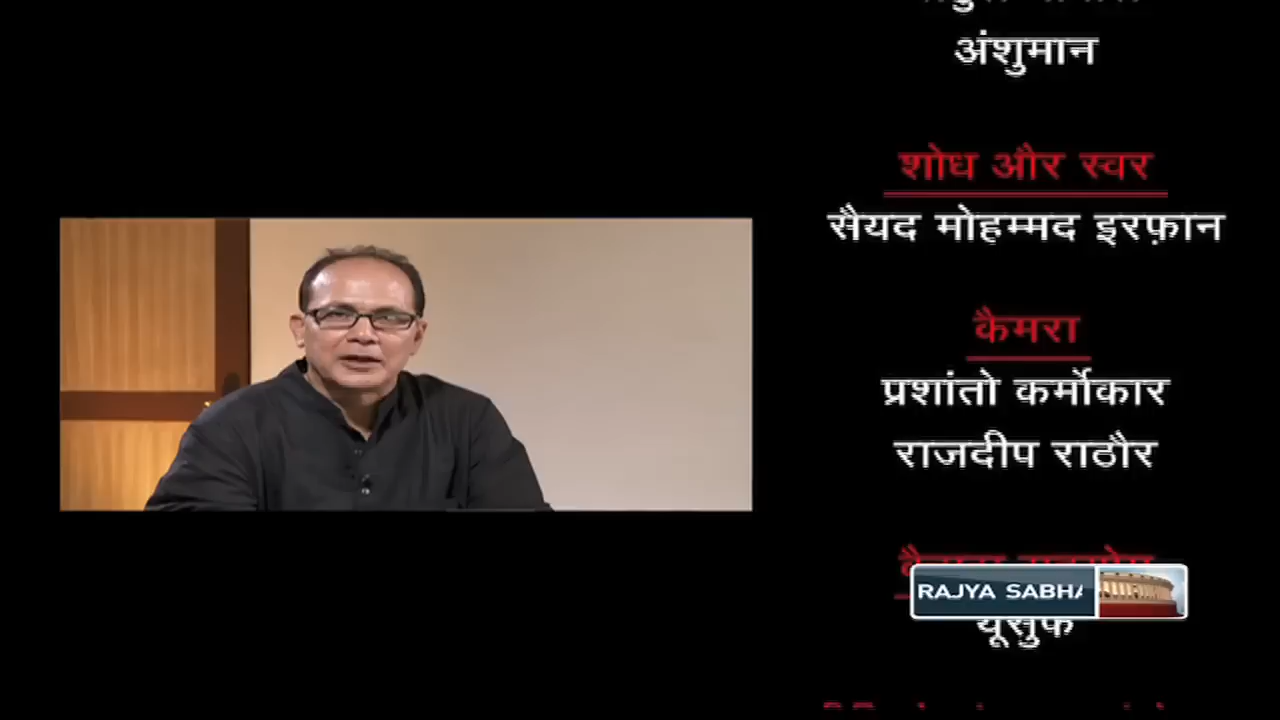 अंशुमान
शोध और स्वर
सैयद मोहम्मद इरफ़ान
कैमरा
प्रशांतो कर्मोकार
राजदीप राठौर
RAJYA SABHA
यूसुफ